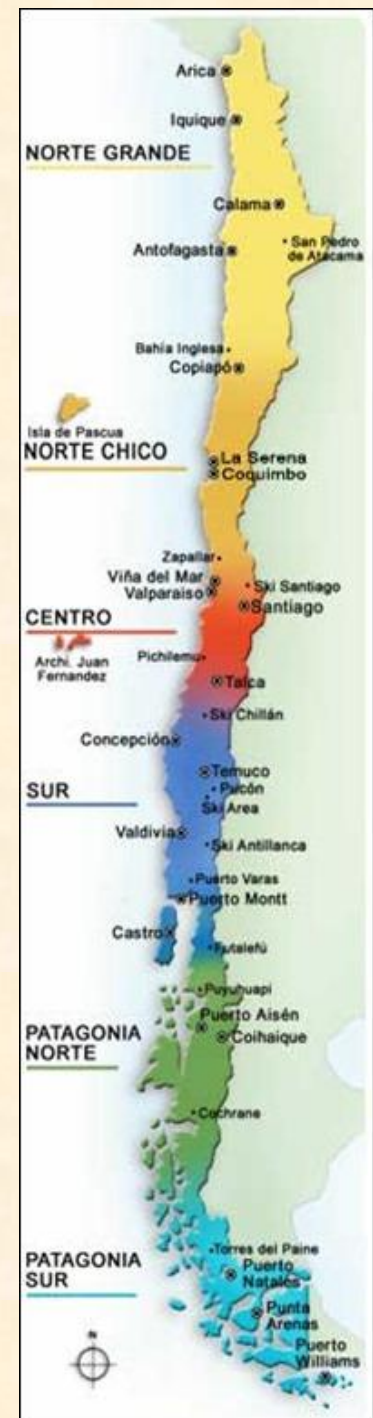 Arica
Iquique
NORTE GRANDE
Calama
San Pedro
de Atacama
Antofagasta
Bahía Inglesa
Copiapó
Isla de Pascua
NORTE CHICO
La Serena
Coquimbo
Zapallar
Viña del Mar
Valparaiso
Ski Santiago
Santiago
CENTRO
Archi. Juan
Fernandez
Pichilemu
Talca
Ski Chillán
Concepción
Temuco
Pucón
Ski Area
SUR
Valdivia
Ski Antillanca
Puerto Varas
Puerto Montt
Castro
Futalefú
Puyuhuapi
Puerto Aisén
Coihaique
PATAGONIA
NORTE
Cochrane
Torres del Paine
PATAGONIA
SUR
Puerto
Natales
Punta
Arenas
Puerto
Williams
N